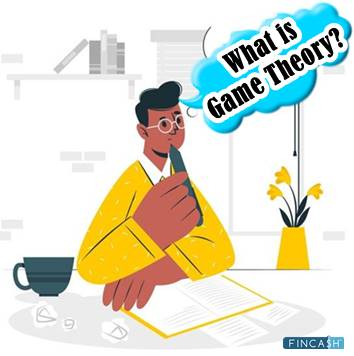 What is
Game Theory?
FINCASH